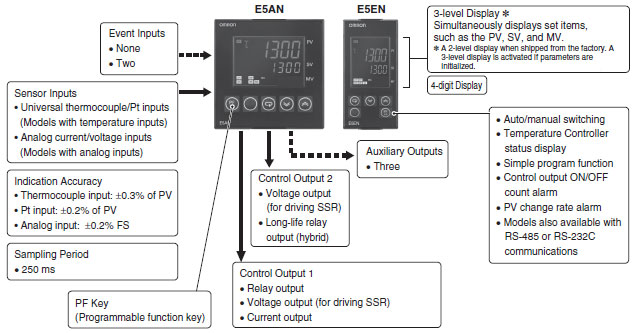 E5AN
E5EN
Event Inputs
• None
• Two
Sensor Inputs
• Universal thermocouple/Pt inputs
(Models with temperature inputs)
• Analog current/voltage inputs
(Models with analog inputs)
Indication Accuracy
• Thermocouple input: ±0.3% of PV
• Pt input: ±0.2% of PV
• Analog input: ±0.2% FS
Sampling Period
• 250 ms
PF Key
(Programmable function key)
omron
1300
PV
1300
SV
MV
E5AN
omron
1300
1300
E5EN
Control Output 2
• Voltage output
(for driving SSR)
• Long-life relay
output (hybrid)
Control Output 1
• Relay output
• Voltage output (for driving SSR)
• Current output
Auxiliary Outputs
• Three
3-level Display ✻
Simultaneously displays set items,
such as the PV, SV, and MV.
✻ A 2-level display when shipped from the factory. A
3-level display is activated if parameters are
initialized.
4-digit Display
• Auto/manual switching
• Temperature Controller
status display
• Simple program function
• Control output ON/OFF
count alarm
• PV change rate alarm
• Models also available with
RS-485 or RS-232C
communications